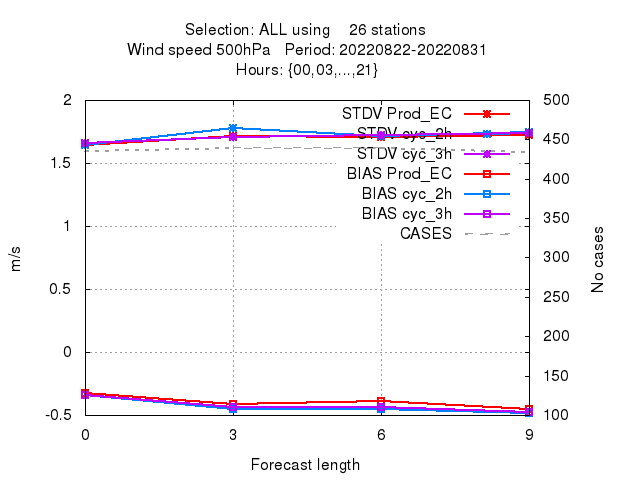 Selection: ALL using    26 stations
Wind speed 500hPa   Period: 20220822-20220831
Hours: {00,03,...,21}
2
1.5
1
0.5
0
-0.5
m/s
500
450
400
350
300
250
200
150
100
No cases
STDV Prod_EC
STDV cyc_2h
STDV cyc_3h
BIAS Prod_EC
BIAS cyc_2h
BIAS cyc_3h
CASES
0 3 6 9
Forecast length